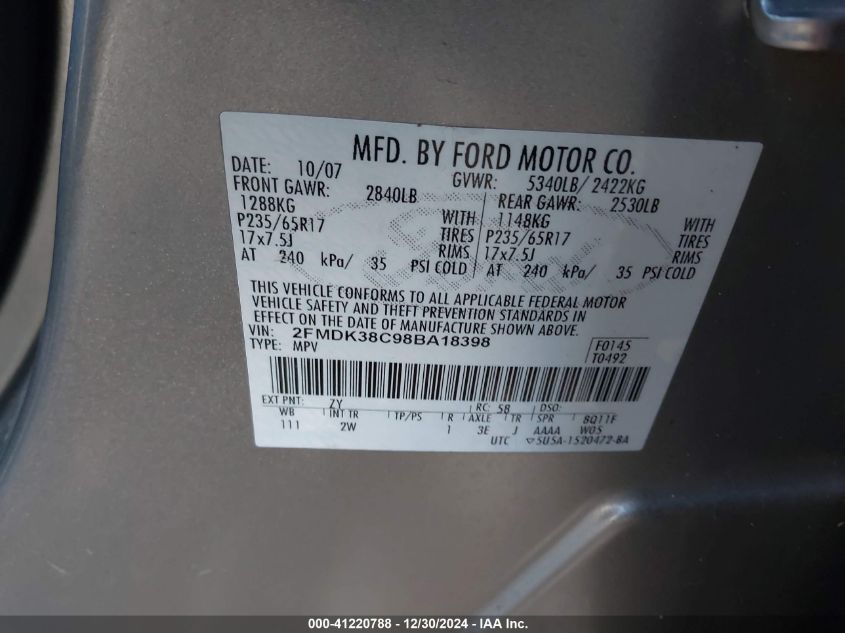 MFD. BY FORD MOTOR CO.
DATE: 10/07 GVWR: 5340LB/ 2422KG
FRONT GAWR: 2840LB REAR GAWR: 2530LB
1288KG WITH 1148KG WITH
P235/65R17 TIRES P235/65R17 TIRES
17x7.5J RIMS 17x7.5J RIMS
AT 240 kPa/ 35 PSI COLD AT 240 kPa/ 35 PSI COLD
THIS VEHICLE CONFORMS TO ALL APPLICABLE FEDERAL MOTOR
VEHICLE SAFETY AND THEFT PREVENTION STANDARDS IN
EFFECT ON THE DATE OF MANUFACTURE SHOWN ABOVE.
VIN: 2FMDK38C98BA18398 F0145
TYPE: MPV T0492
EXT PNT: ZY RC: 58 DSO:
WB INT TR TP/PS R AXLE TR SPR 8Q11F
111 2W 1 3E J AAAA W05
UTC ▽5U5A-1520472-BA
000-41220788 - 12/30/2024 - IAA Inc.